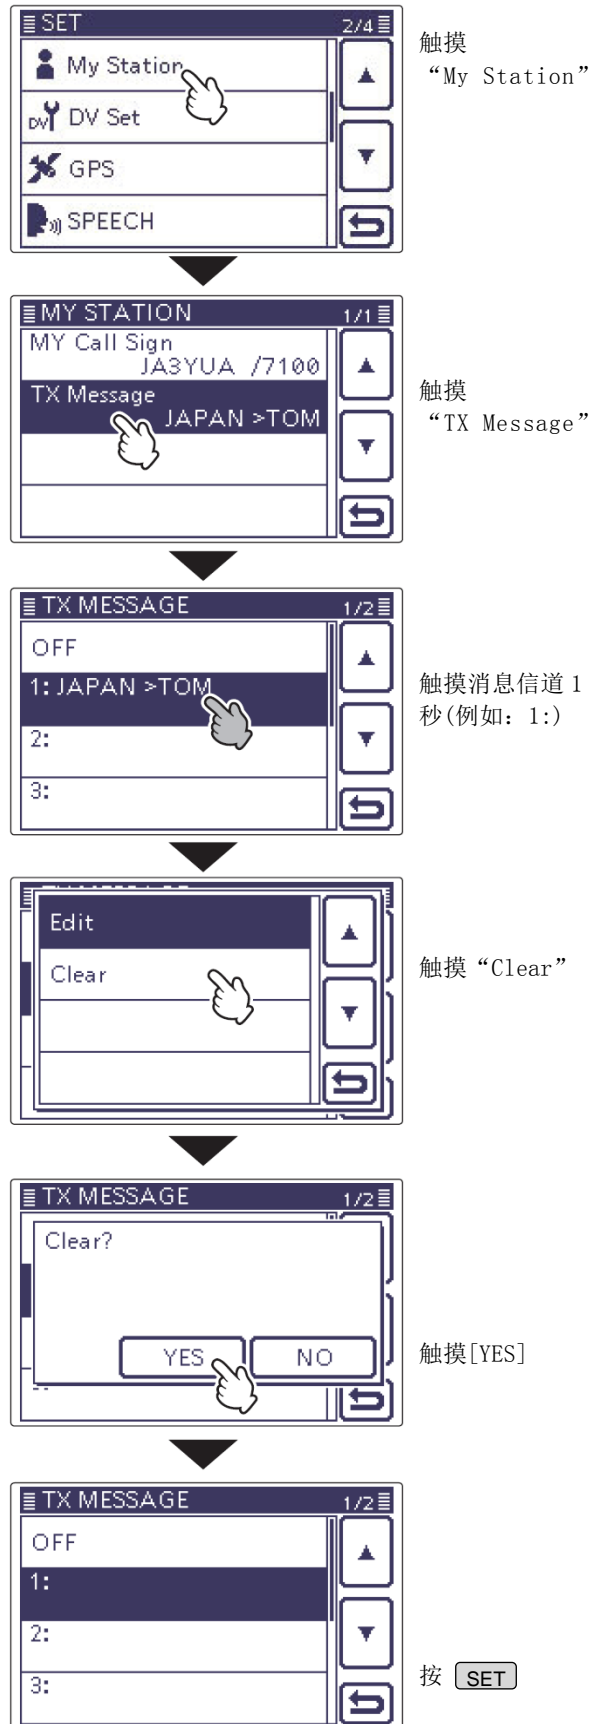 SET 2/4
My Station
DV DV Set
GPS
SPEECH
触摸
“My Station”
MY STATION 1/1
MY Call Sign
JA3YUA /7100
TX Message
JAPAN >TOM
触摸
“TX Message”
TX MESSAGE 1/2
OFF
1: JAPAN >TOM
2:
3:
触摸消息信道 1
秒(例如: 1:)
Edit
Clear
触摸“Clear”
TX MESSAGE 1/2
Clear?
YES NO
触摸[YES]
TX MESSAGE 1/2
OFF
1:
2:
3:
按 SET